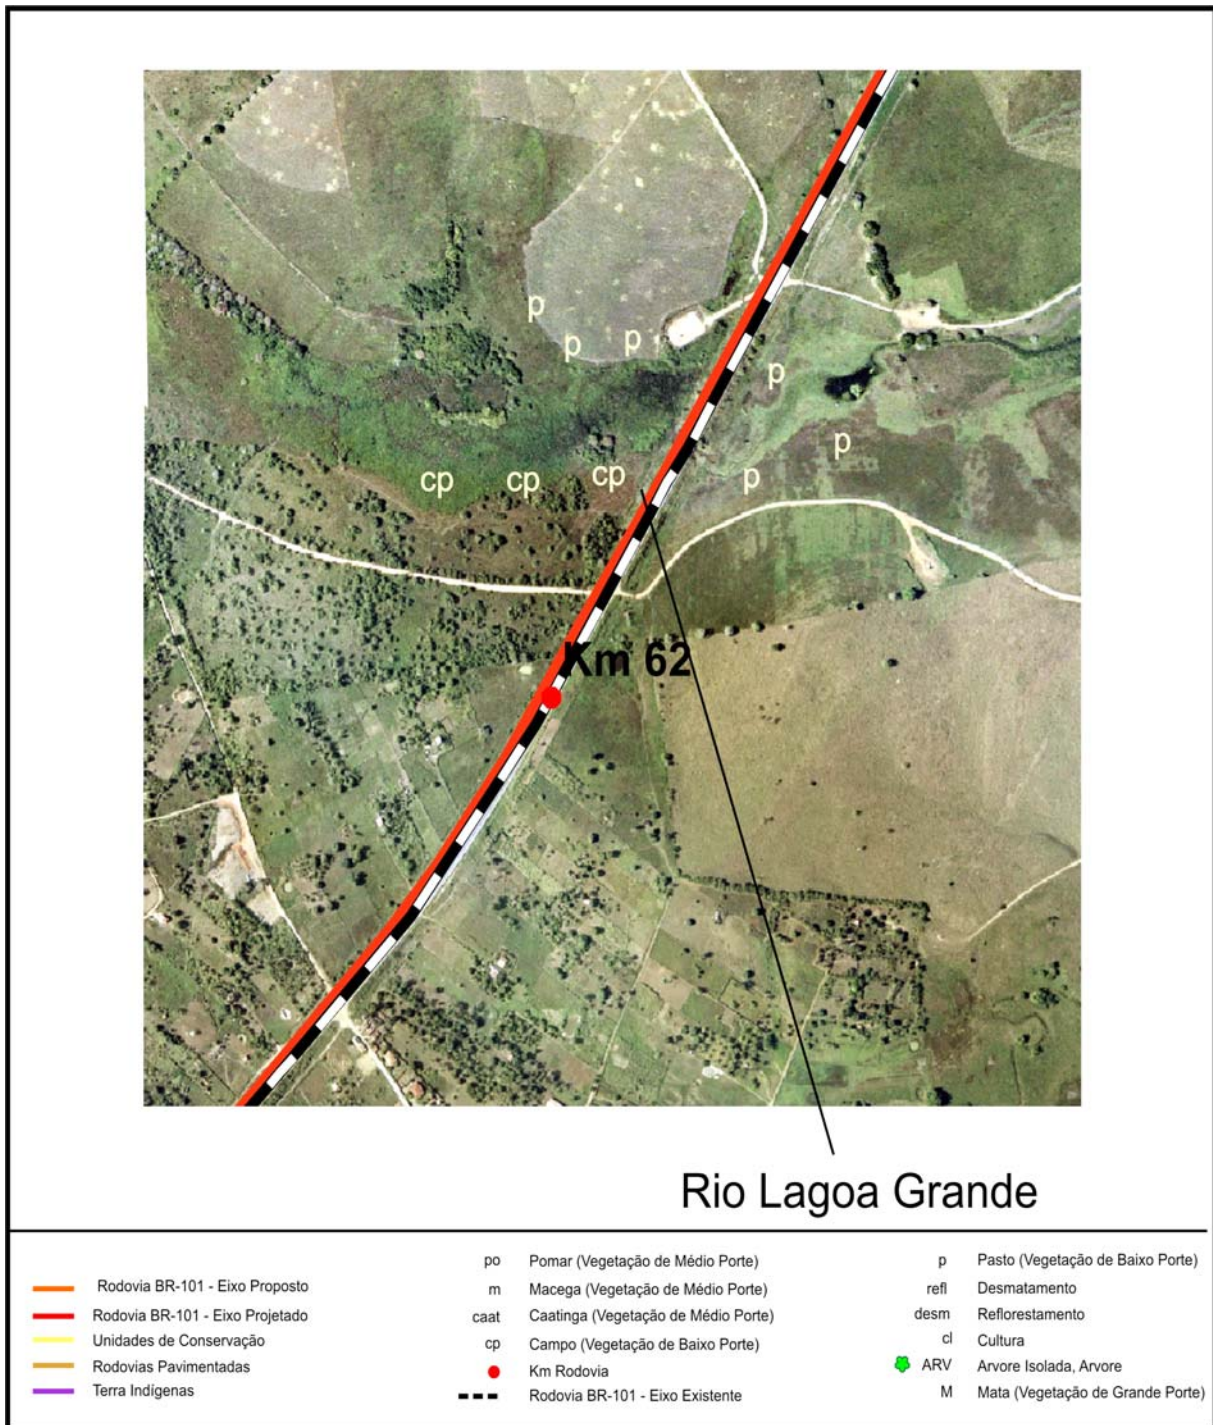 p
p
p
p
p
p
cp
cp
cp
Km 62
Rio Lagoa Grande
Rodovia BR-101 - Eixo Proposto
Rodovia BR-101 - Eixo Projetado
Unidades de Conservação
Rodovias Pavimentadas
Terra Indígenas
po Pomar (Vegetação de Médio Porte)
m Macega (Vegetação de Médio Porte)
caat Caatinga (Vegetação de Médio Porte)
cp Campo (Vegetação de Baixo Porte)
Km Rodovia
Rodovia BR-101 - Eixo Existente
p Pasto (Vegetação de Baixo Porte)
refl Desmatamento
desm Reflorestamento
cl Cultura
ARV Arvore Isolada, Arvore
M Mata (Vegetação de Grande Porte)